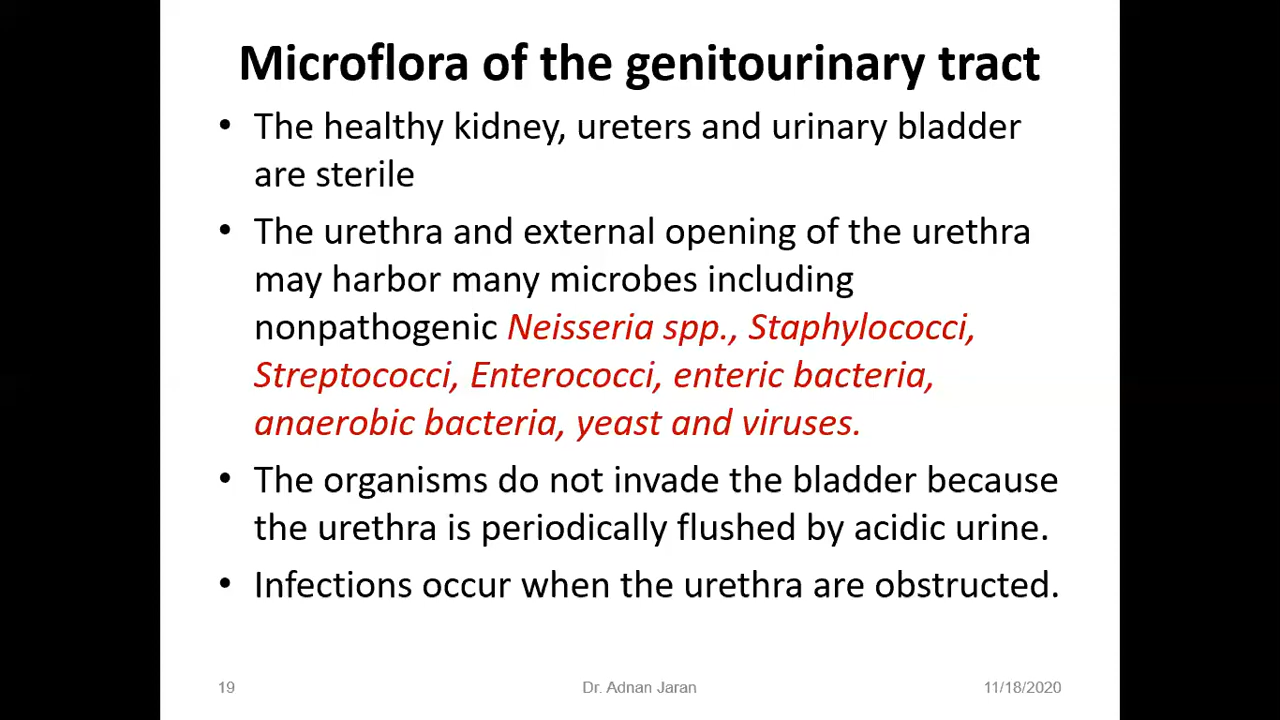 Microflora of the genitourinary tract
• The healthy kidney, ureters and urinary bladder
are sterile
• The urethra and external opening of the urethra
may harbor many microbes including
nonpathogenic Neisseria spp., Staphylococci,
Streptococci, Enterococci, enteric bacteria,
anaerobic bacteria, yeast and viruses.
• The organisms do not invade the bladder because
the urethra is periodically flushed by acidic urine.
• Infections occur when the urethra are obstructed.
19 Dr. Adnan Jaran 11/18/2020